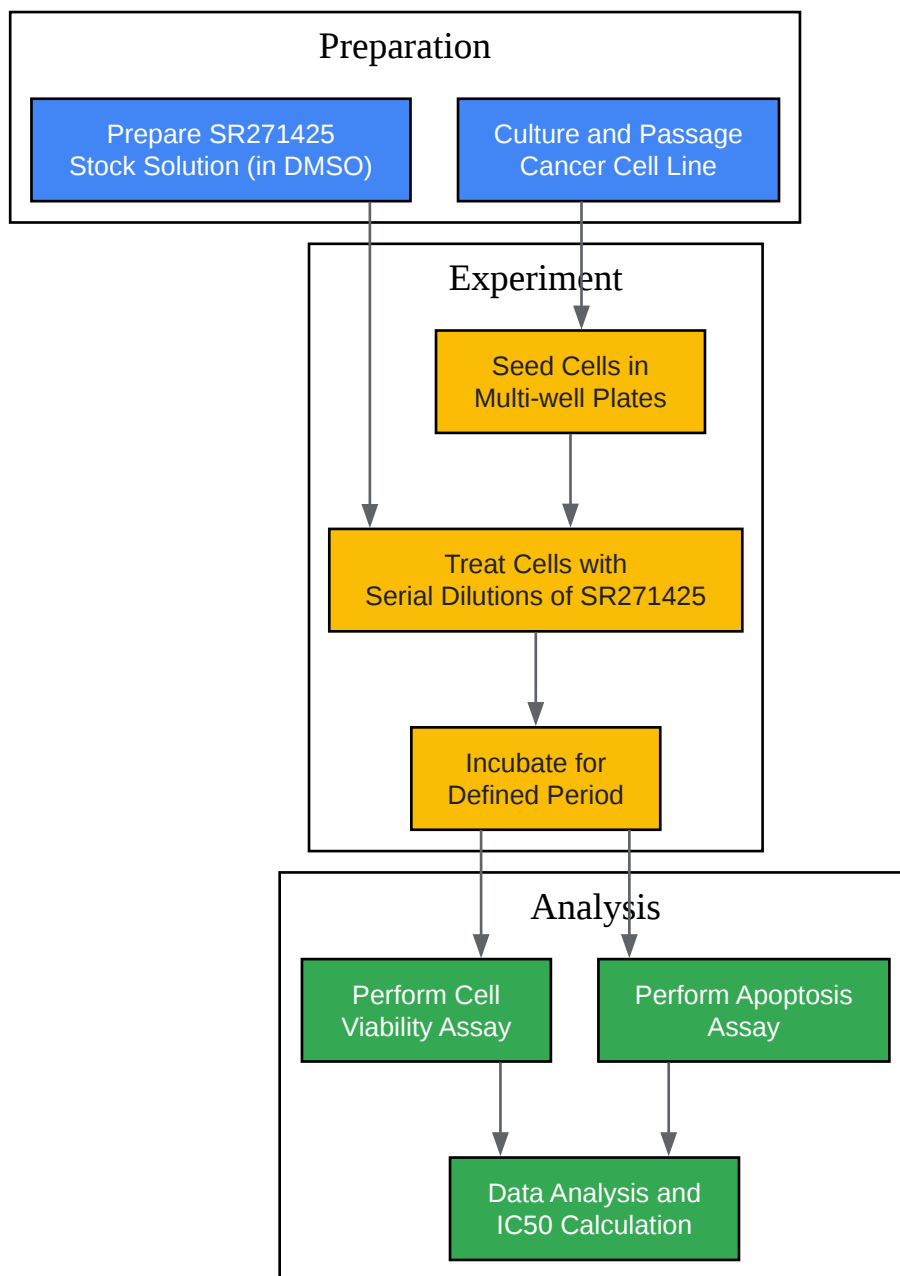 Preparation
Prepare SR271425
Stock Solution (in DMSO)
Culture and Passage
Cancer Cell Line
Experiment
Seed Cells in
Multi-well Plates
Treat Cells with
Serial Dilutions of SR271425
Incubate for
Defined Period
Analysis
Perform Cell
Viability Assay
Perform Apoptosis
Assay
Data Analysis and
IC50 Calculation